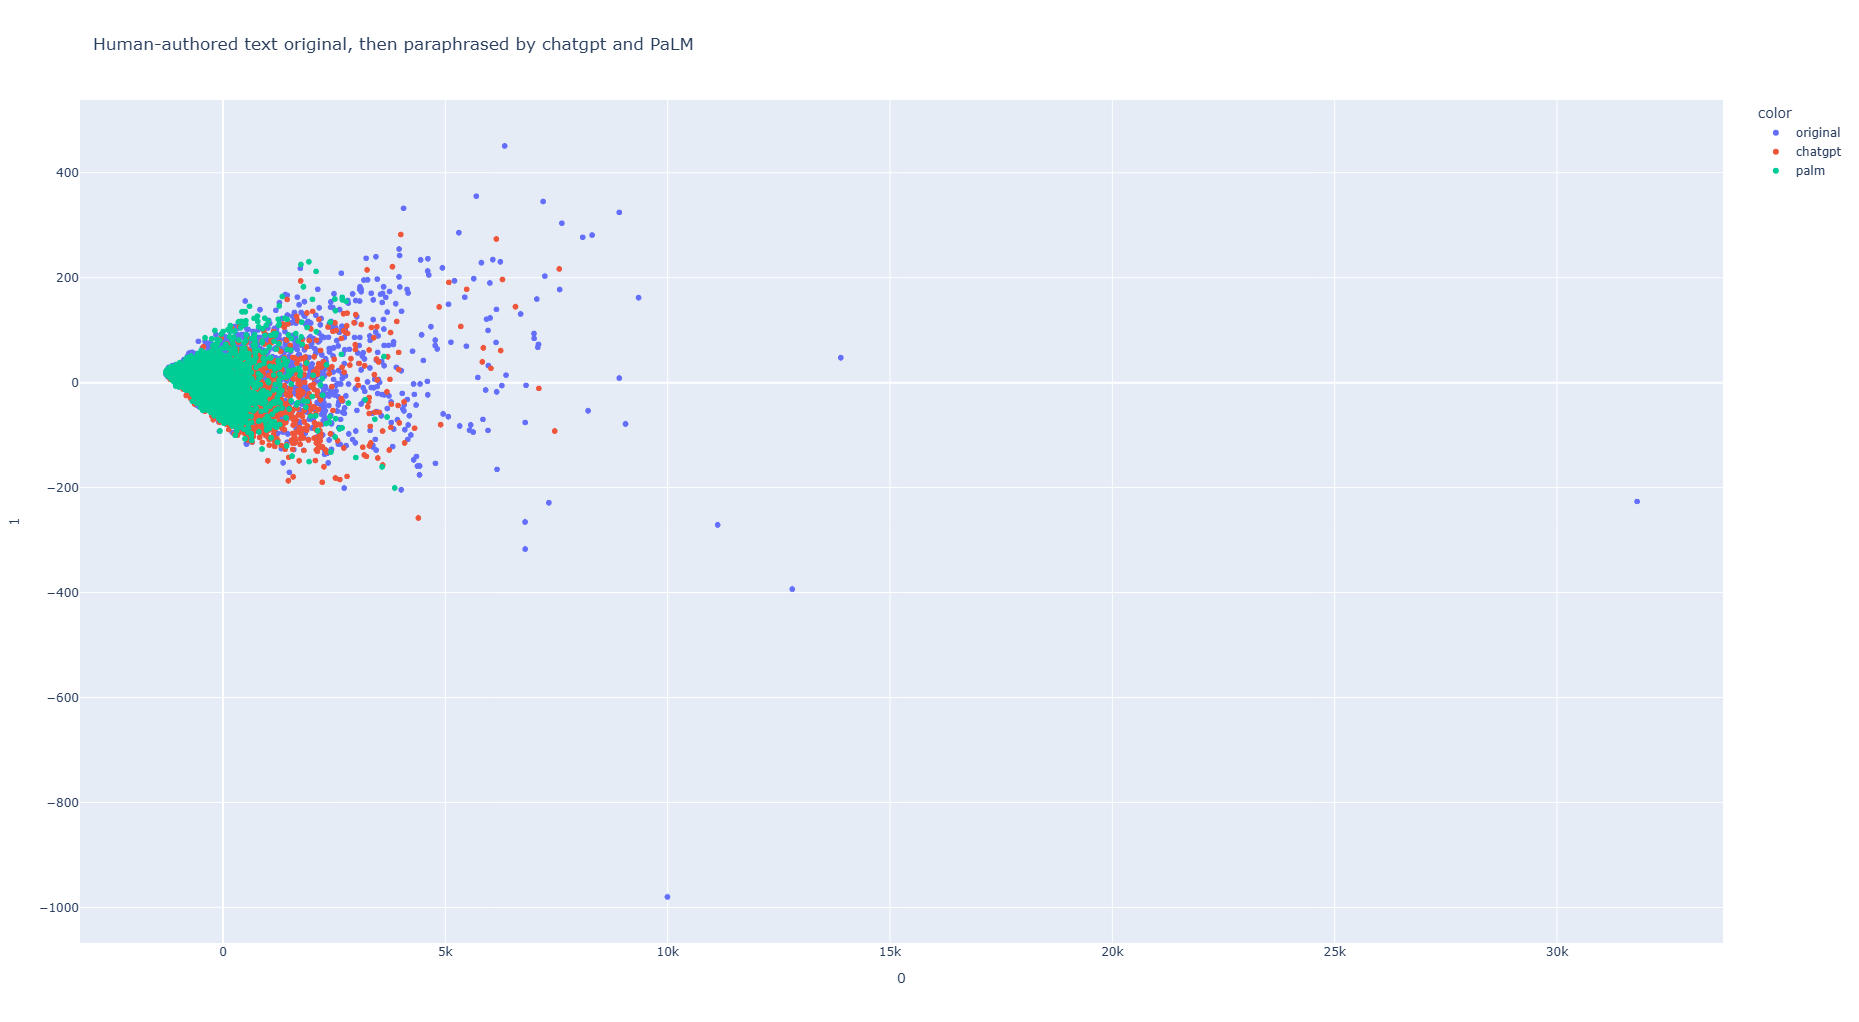 Human-authored text original, then paraphrased by chatgpt and PaLM
color
original
chatgpt
palm
400
200
0
−200
−400
−600
−800
−1000
1
0
5k
10k
15k
20k
25k
30k
0